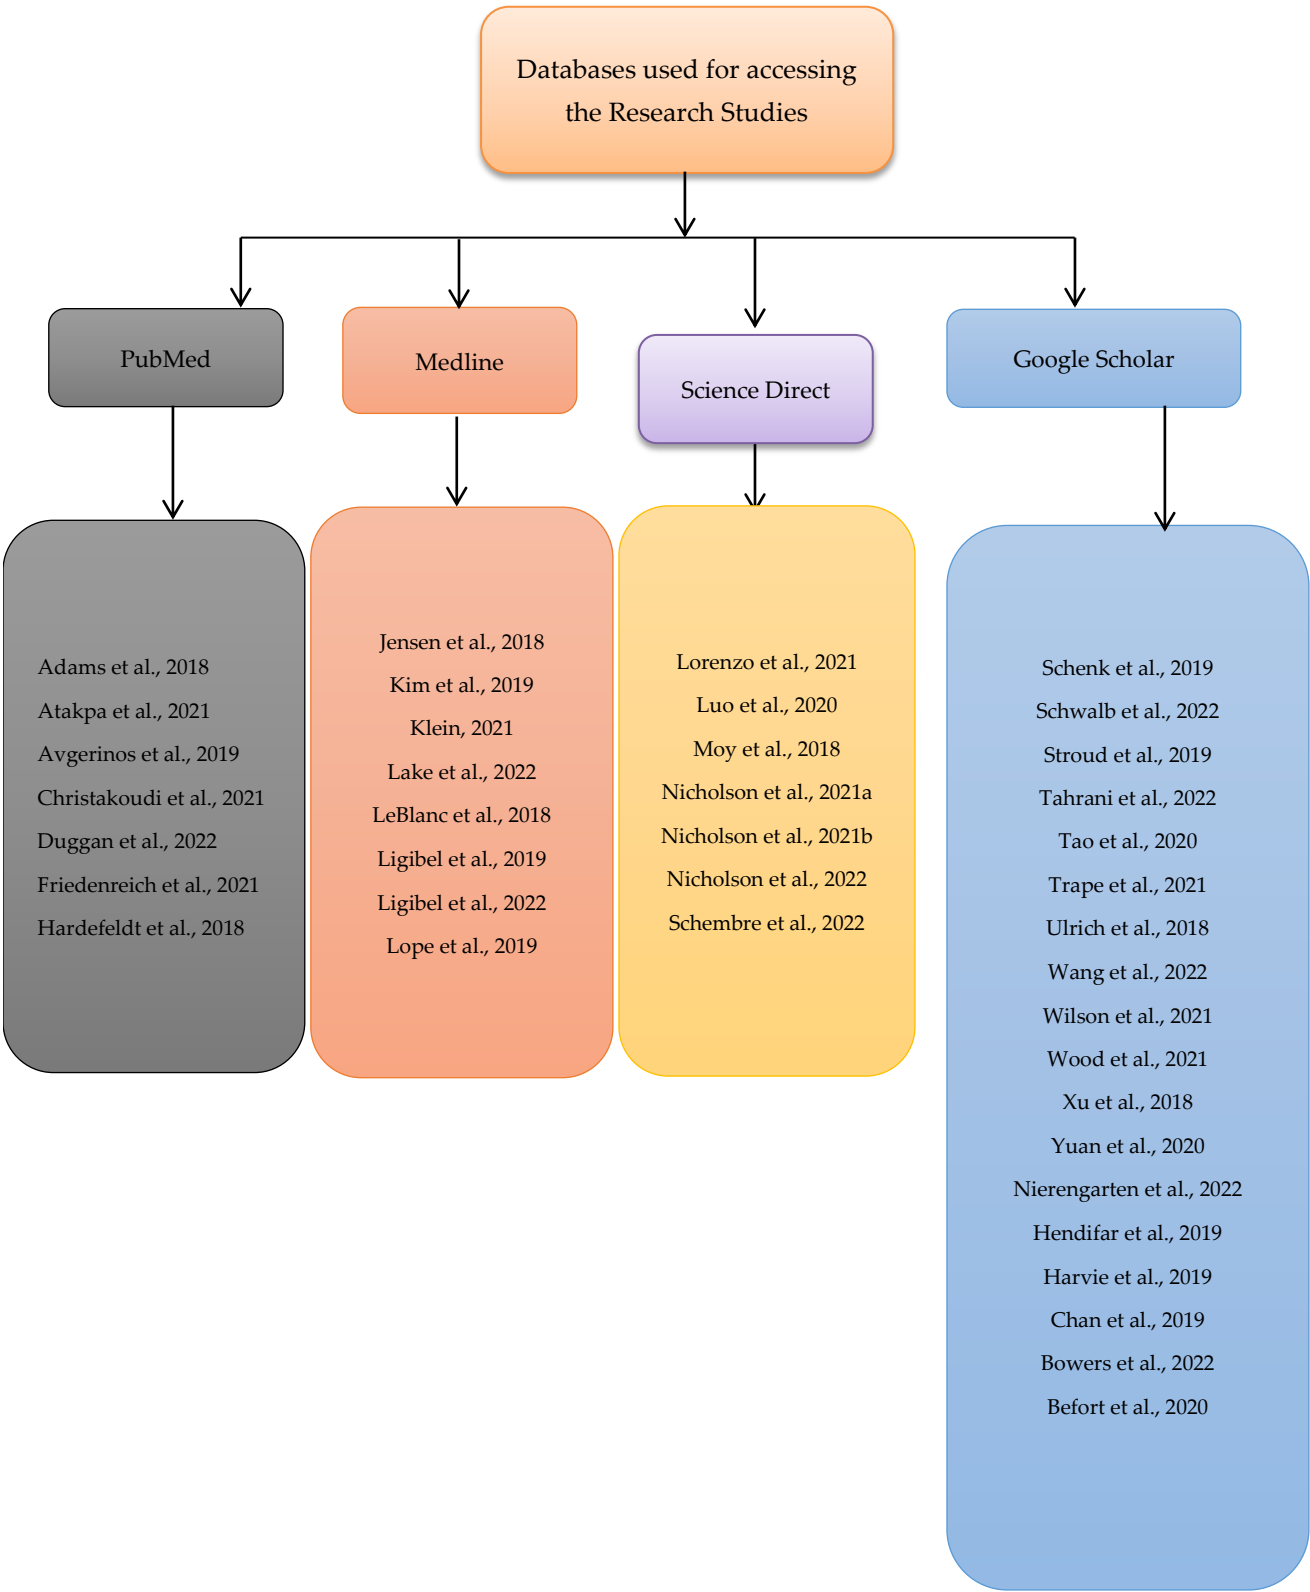 Databases used for accessing
the Research Studies
PubMed
Medline
Science Direct
Google Scholar
Adams et al., 2018
Atakpa et al., 2021
Avgerinos et al., 2019
Christakoudi et al., 2021
Duggan et al., 2022
Friedenreich et al., 2021
Hardefeldt et al., 2018
Jensen et al., 2018
Kim et al., 2019
Klein, 2021
Lake et al., 2022
LeBlanc et al., 2018
Ligibel et al., 2019
Ligibel et al., 2022
Lope et al., 2019
Lorenzo et al., 2021
Luo et al., 2020
Moy et al., 2018
Nicholson et al., 2021a
Nicholson et al., 2021b
Nicholson et al., 2022
Schembre et al., 2022
Schenk et al., 2019
Schwalb et al., 2022
Stroud et al., 2019
Tahrani et al., 2022
Tao et al., 2020
Trape et al., 2021
Ulrich et al., 2018
Wang et al., 2022
Wilson et al., 2021
Wood et al., 2021
Xu et al., 2018
Yuan et al., 2020
Nierengarten et al., 2022
Hendifar et al., 2019
Harvie et al., 2019
Chan et al., 2019
Bowers et al., 2022
Befort et al., 2020